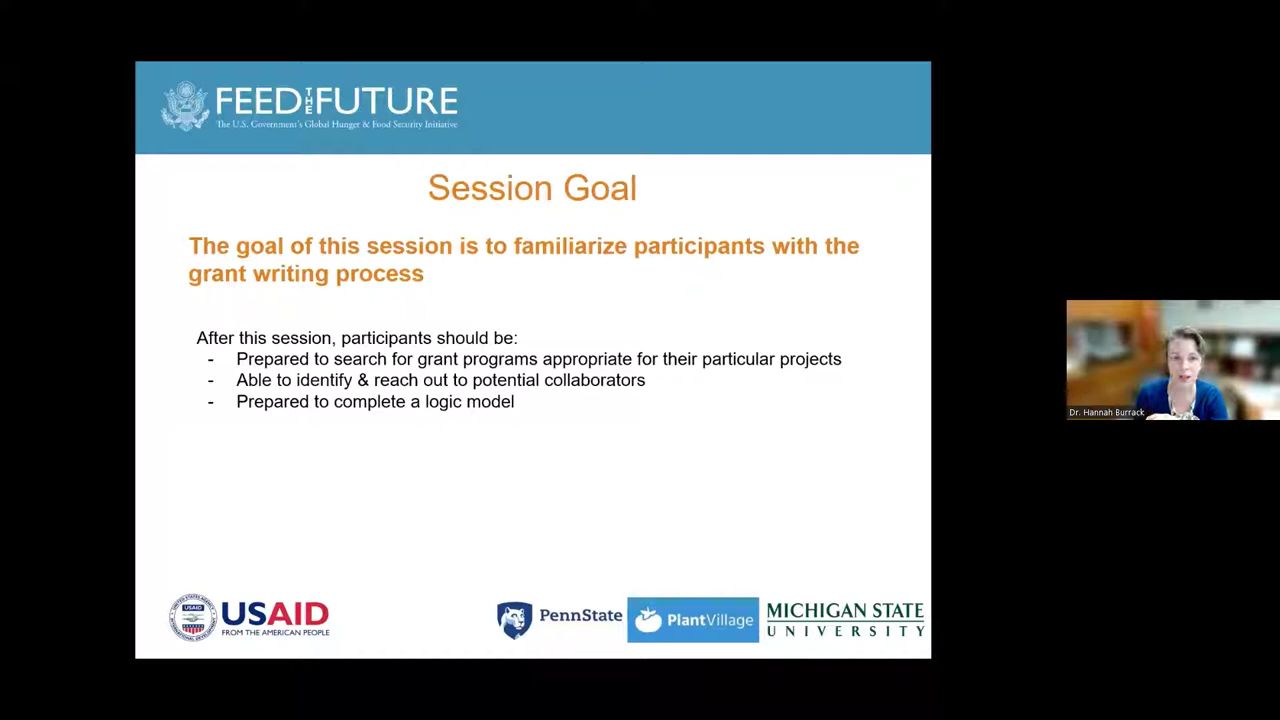 FEED THE FUTURE
The U.S. Government's Global Hunger & Food Security Initiative
Session Goal
The goal of this session is to familiarize participants with the
grant writing process
After this session, participants should be:
- Prepared to search for grant programs appropriate for their particular projects
- Able to identify & reach out to potential collaborators
- Prepared to complete a logic model
Dr. Hannah Burrack
USAID
FROM THE AMERICAN PEOPLE
PennState
PlantVillage
MICHIGAN STATE
UNIVERSITY